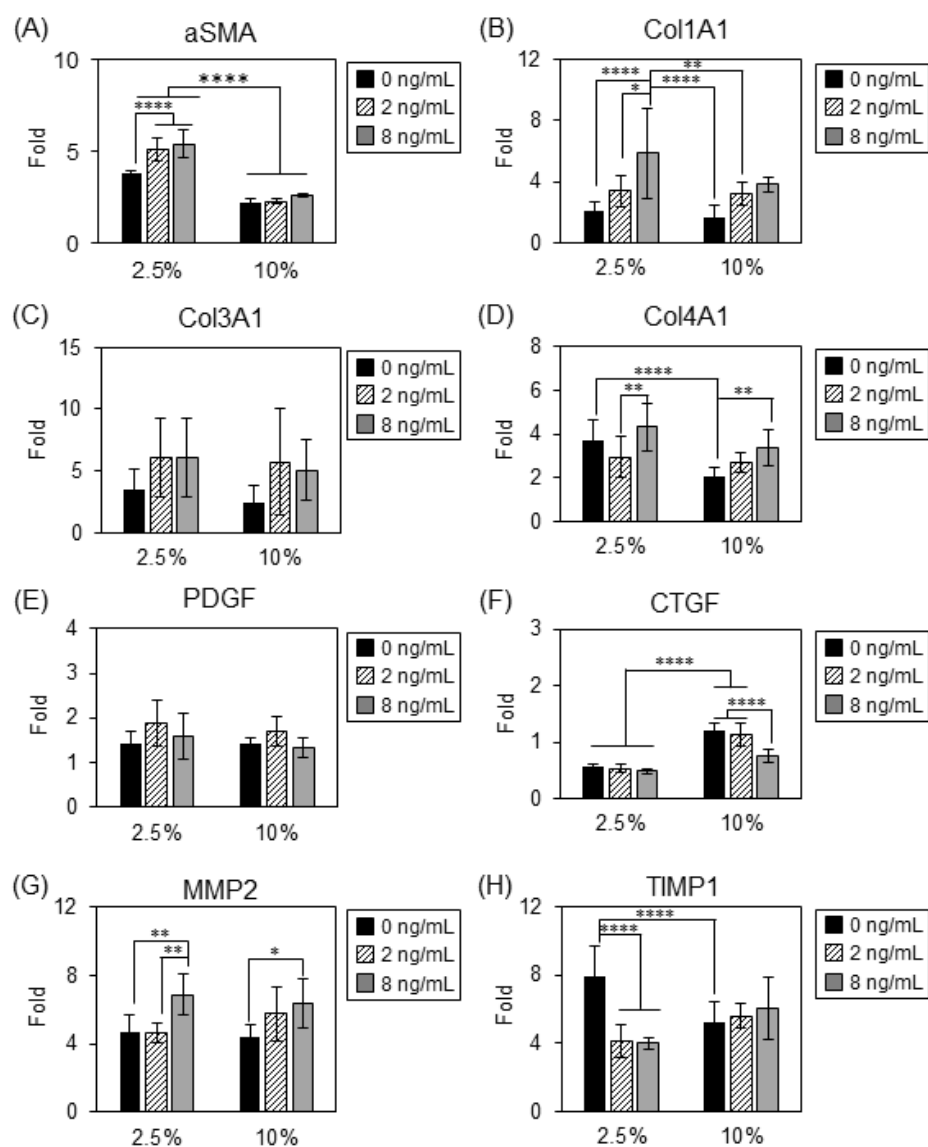 (A) aSMA
10
5
0
Fold
****
****
2.5% 10%
0 ng/mL
2 ng/mL
8 ng/mL
(B) Col1A1
12
8
4
0
Fold
**
**** ****
*
2.5% 10%
0 ng/mL
2 ng/mL
8 ng/mL
(C) Col3A1
15
10
5
0
Fold
2.5% 10%
0 ng/mL
2 ng/mL
8 ng/mL
(D) Col4A1
8
6
4
2
0
Fold
****
** **
2.5% 10%
0 ng/mL
2 ng/mL
8 ng/mL
(E) PDGF
4
3
2
1
0
Fold
2.5% 10%
0 ng/mL
2 ng/mL
8 ng/mL
(F) CTGF
3
2
1
0
Fold
****
****
2.5% 10%
0 ng/mL
2 ng/mL
8 ng/mL
(G) MMP2
12
8
4
0
Fold
** *
**
2.5% 10%
0 ng/mL
2 ng/mL
8 ng/mL
(H) TIMP1
12
8
4
0
Fold
****
****
2.5% 10%
0 ng/mL
2 ng/mL
8 ng/mL